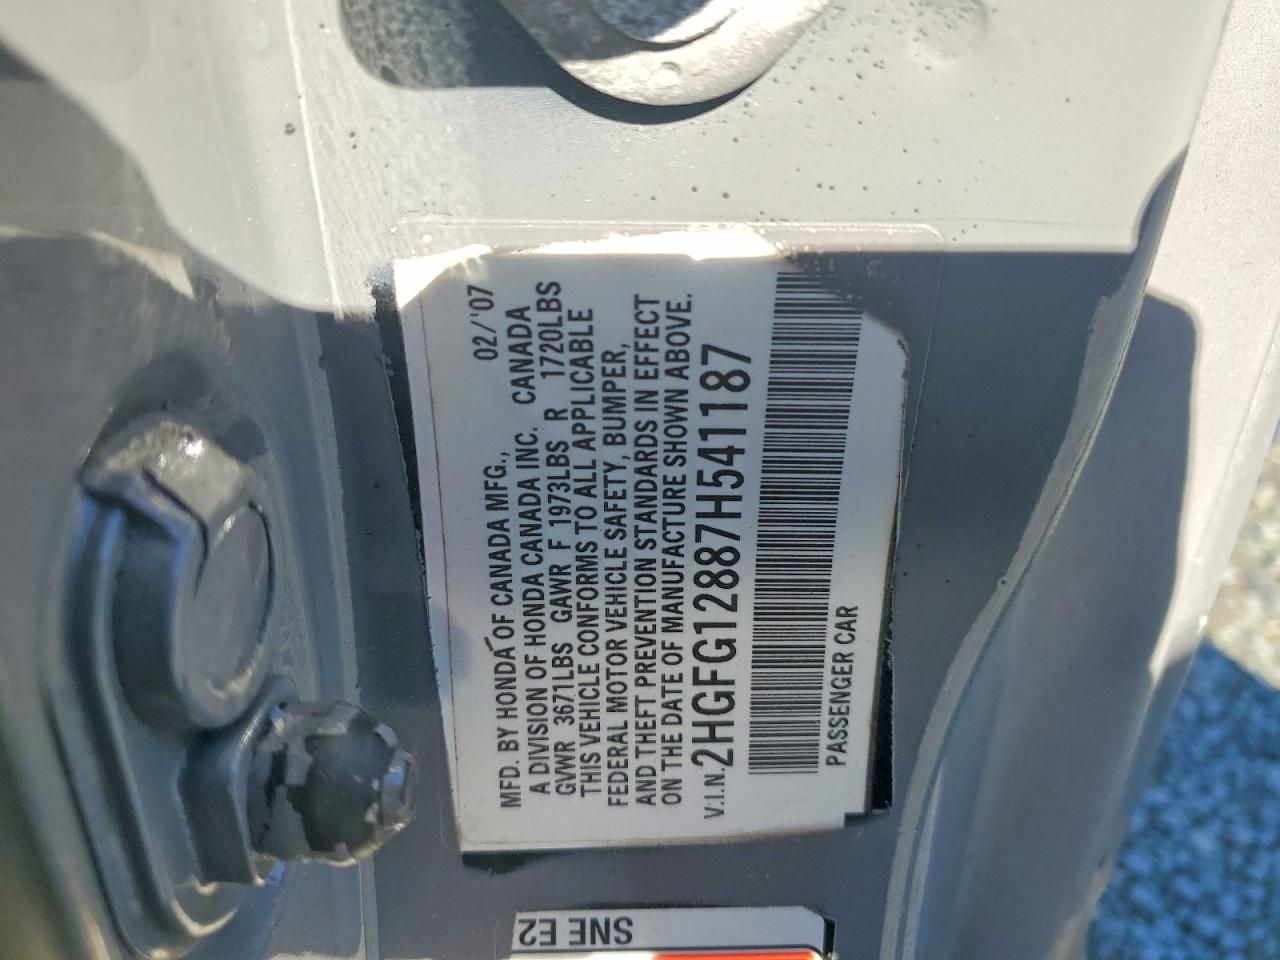 02/'07
MFD. BY HONDA OF CANADA MFG.,
A DIVISION OF HONDA CANADA INC. CANADA
GVWR 3671LBS GAWR F 1973LBS R 1720LBS
THIS VEHICLE CONFORMS TO ALL APPLICABLE
FEDERAL MOTOR VEHICLE SAFETY, BUMPER,
AND THEFT PREVENTION STANDARDS IN EFFECT
ON THE DATE OF MANUFACTURE SHOWN ABOVE.
V.I.N. 2HGFG12887H541187
PASSENGER CAR
SNE E2